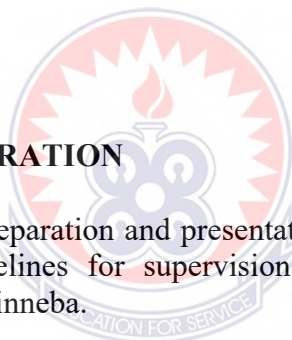 RATION
eparation and presentat
elines for supervision
inneba.
CATION FOR SERVICE